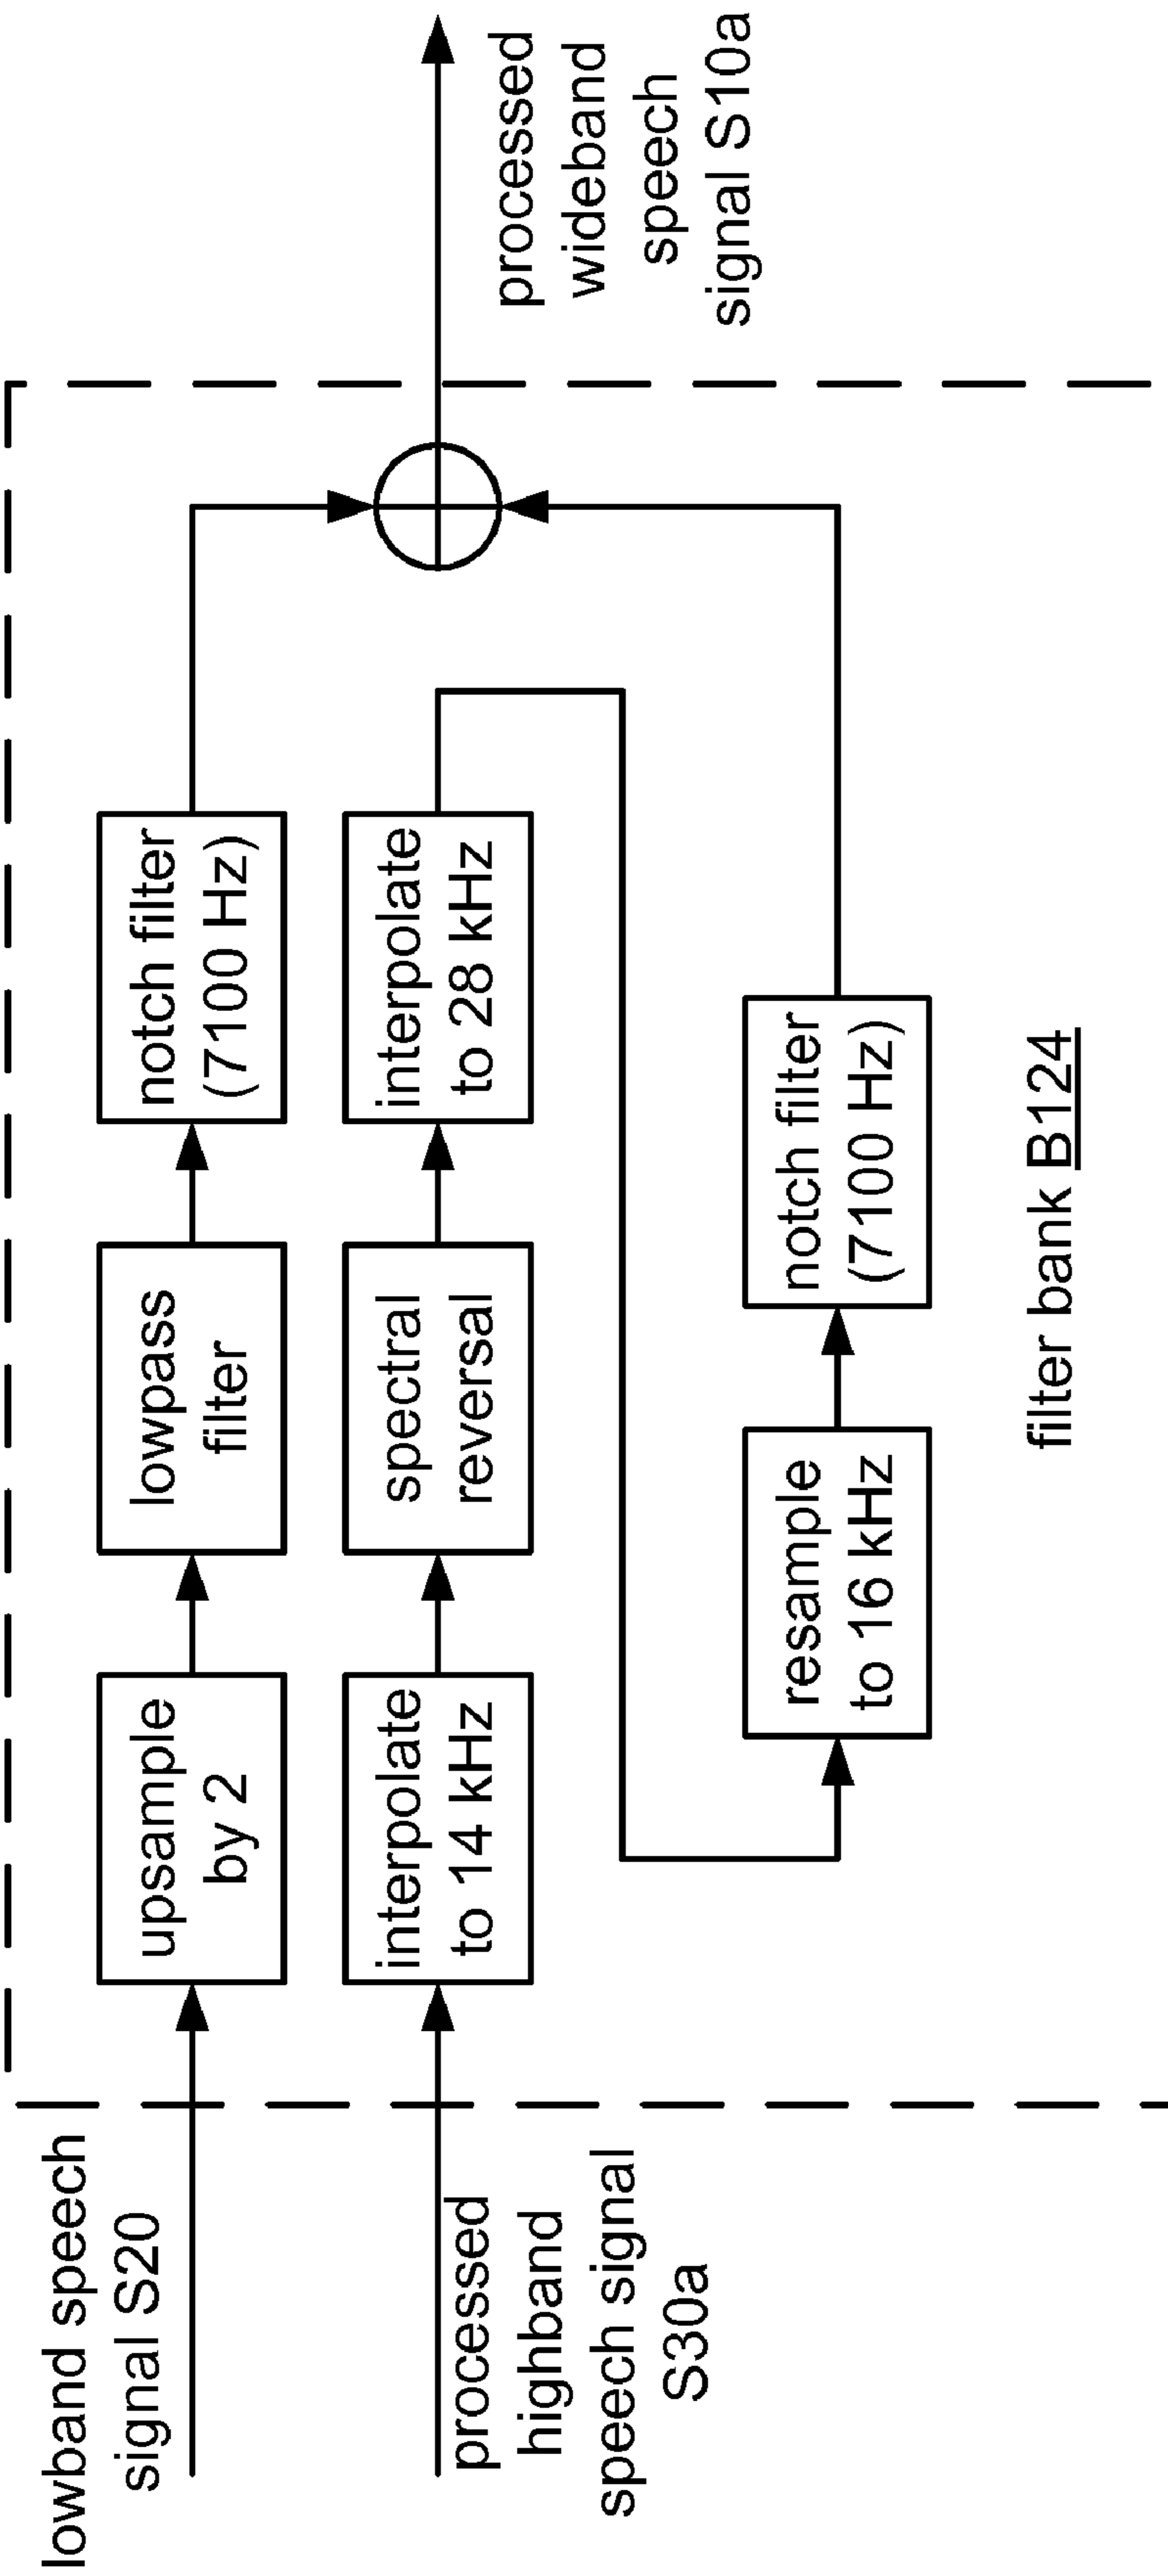 lowband speech
signal S20
upsample
by 2
lowpass
filter
notch filter
(7100 Hz)
processed
highband
speech signal
S30a
interpolate
to 14 kHz
spectral
reversal
interpolate
to 28 kHz
resample
to 16 kHz
notch filter
(7100 Hz)
processed
wideband
speech
signal S10a
filter bank B124